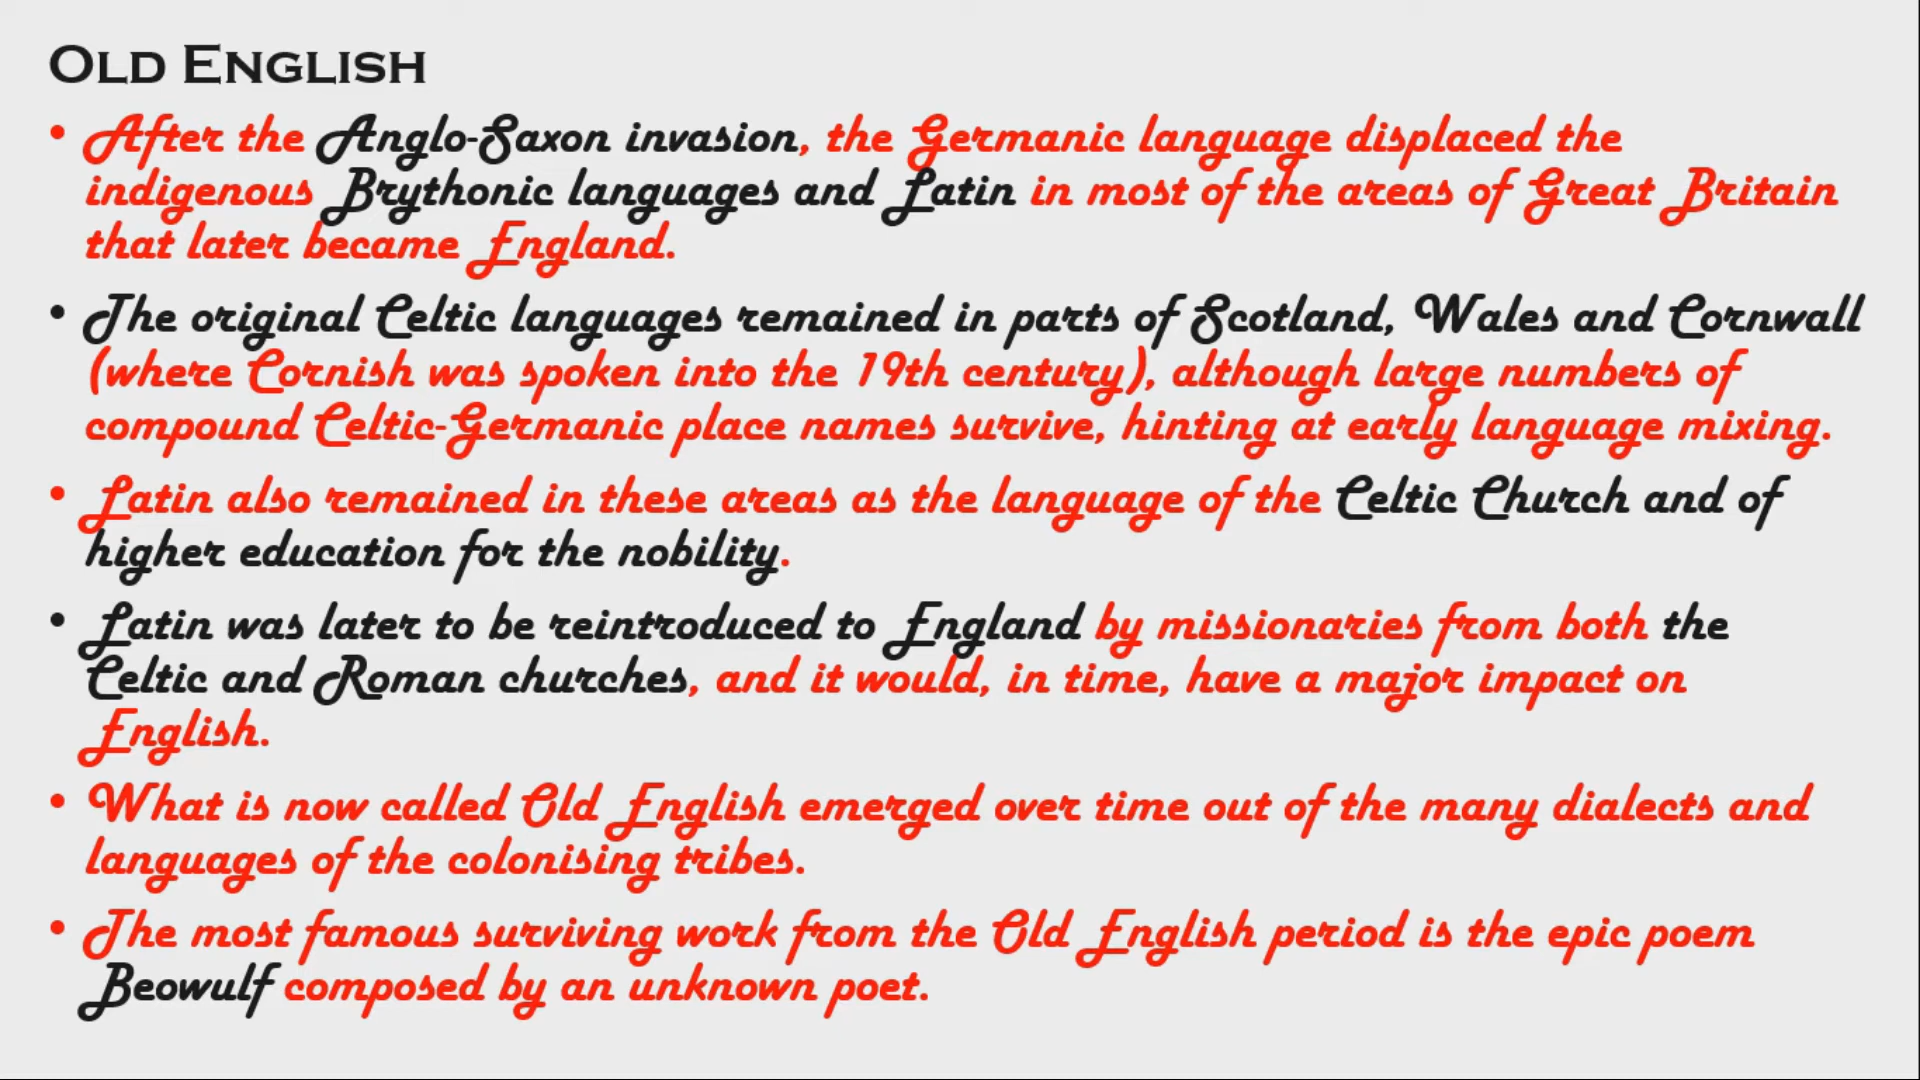 Old English
• After the Anglo-Saxon invasion, the Germanic language displaced the
indigenous Brythonic languages and Latin in most of the areas of Great Britain
that later became England.
• The original Celtic languages remained in parts of Scotland, Wales and Cornwall
(where Cornish was spoken into the 19th century), although large numbers of
compound Celtic-Germanic place names survive, hinting at early language mixing.
• Latin also remained in these areas as the language of the Celtic Church and of
higher education for the nobility.
• Latin was later to be reintroduced to England by missionaries from both the
Celtic and Roman churches, and it would, in time, have a major impact on
English.
• What is now called Old English emerged over time out of the many dialects and
languages of the colonising tribes.
• The most famous surviving work from the Old English period is the epic poem
Beowulf composed by an unknown poet.